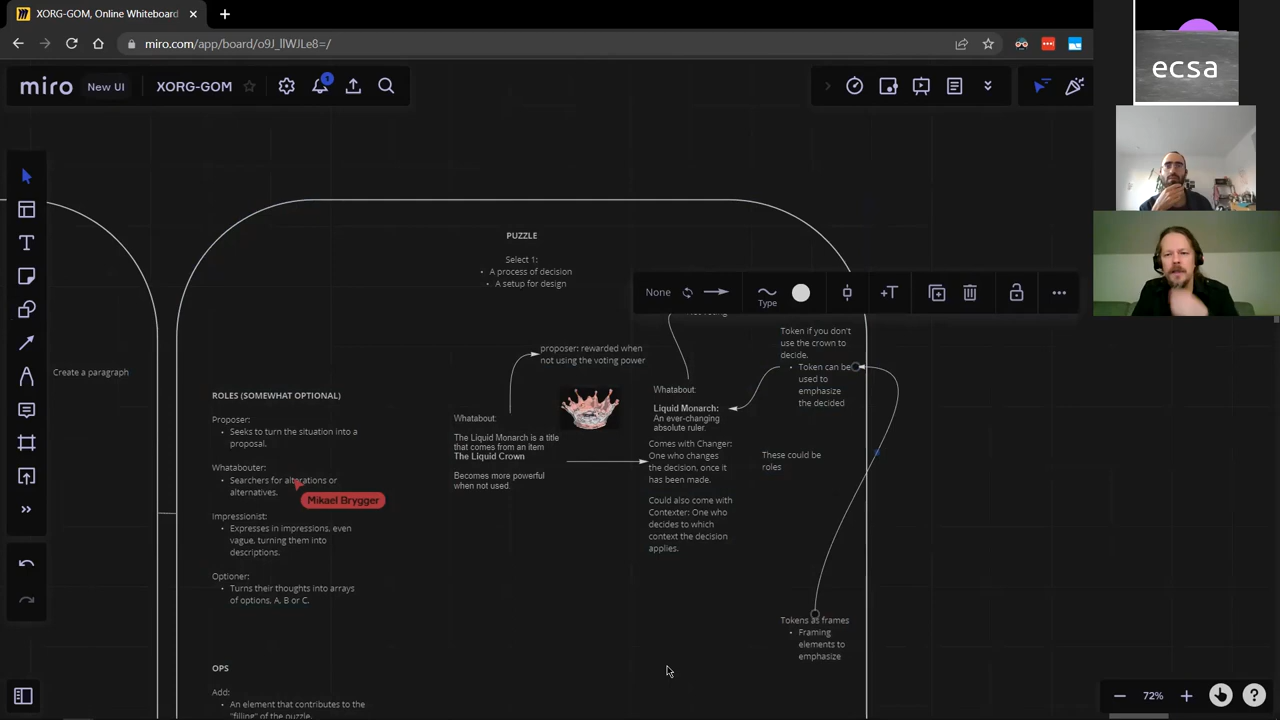 XORG-GOM, Online Whiteboard
miro.com/app/board/o9J_lIWJLe8=/
miro
New UI
XORG-GOM
1
ecsa
PUZZLE
Select 1:
• A process of decision
• A setup for design
None
Type
+T
Token if you don't
use the crown to
decide.
• Token can be
used to
emphasize
the decided
proposer: rewarded when
not using the voting power
Create a paragraph
ROLES (SOMEWHAT OPTIONAL)
Proposer:
• Seeks to turn the situation into a
proposal.
Whatabouter:
• Searchers for alterations or
alternatives.
Mikael Brygger
Impressionist:
• Expresses in impressions, even
vague, turning them into
descriptions.
Optioner:
• Turns their thoughts into arrays
of options, A, B or C.
Whatabout:
The Liquid Monarch is a title
that comes from an item
The Liquid Crown
Becomes more powerful
when not used.
Whatabout:
Liquid Monarch:
An ever-changing
absolute ruler.
Comes with Changer:
One who changes
the decision, once it
has been made.
Could also come with
Contexter: One who
decides to which
context the decision
applies.
These could be
roles
Tokens as frames
• Framing
elements to
emphasize
OPS
Add:
• An element that contributes to the
"filling" of the puzzle.
72%